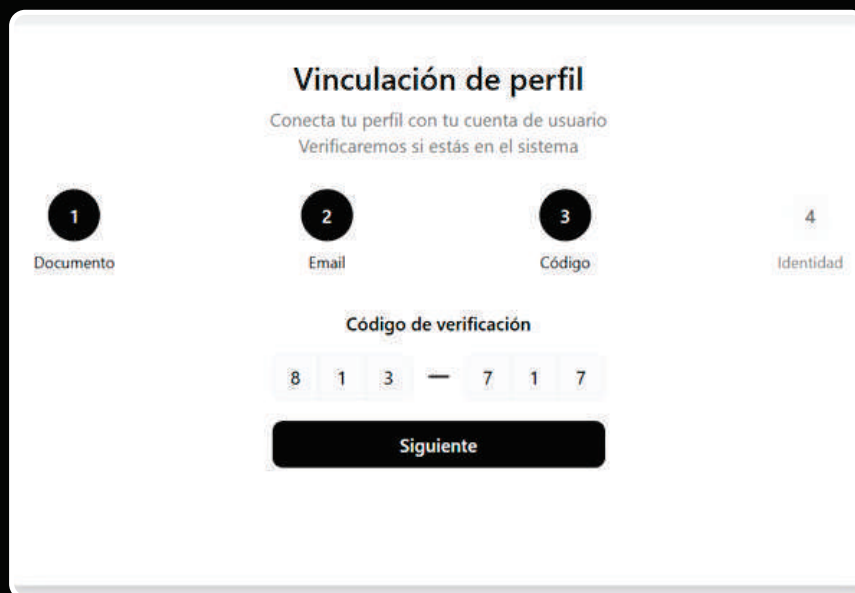 Vinculación de perfil
Conecta tu perfil con tu cuenta de usuario
Verificaremos si estás en el sistema
1 2 3 4
Documento Email Código Identidad
Código de verificación
8 1 3 — 7 1 7
Siguiente